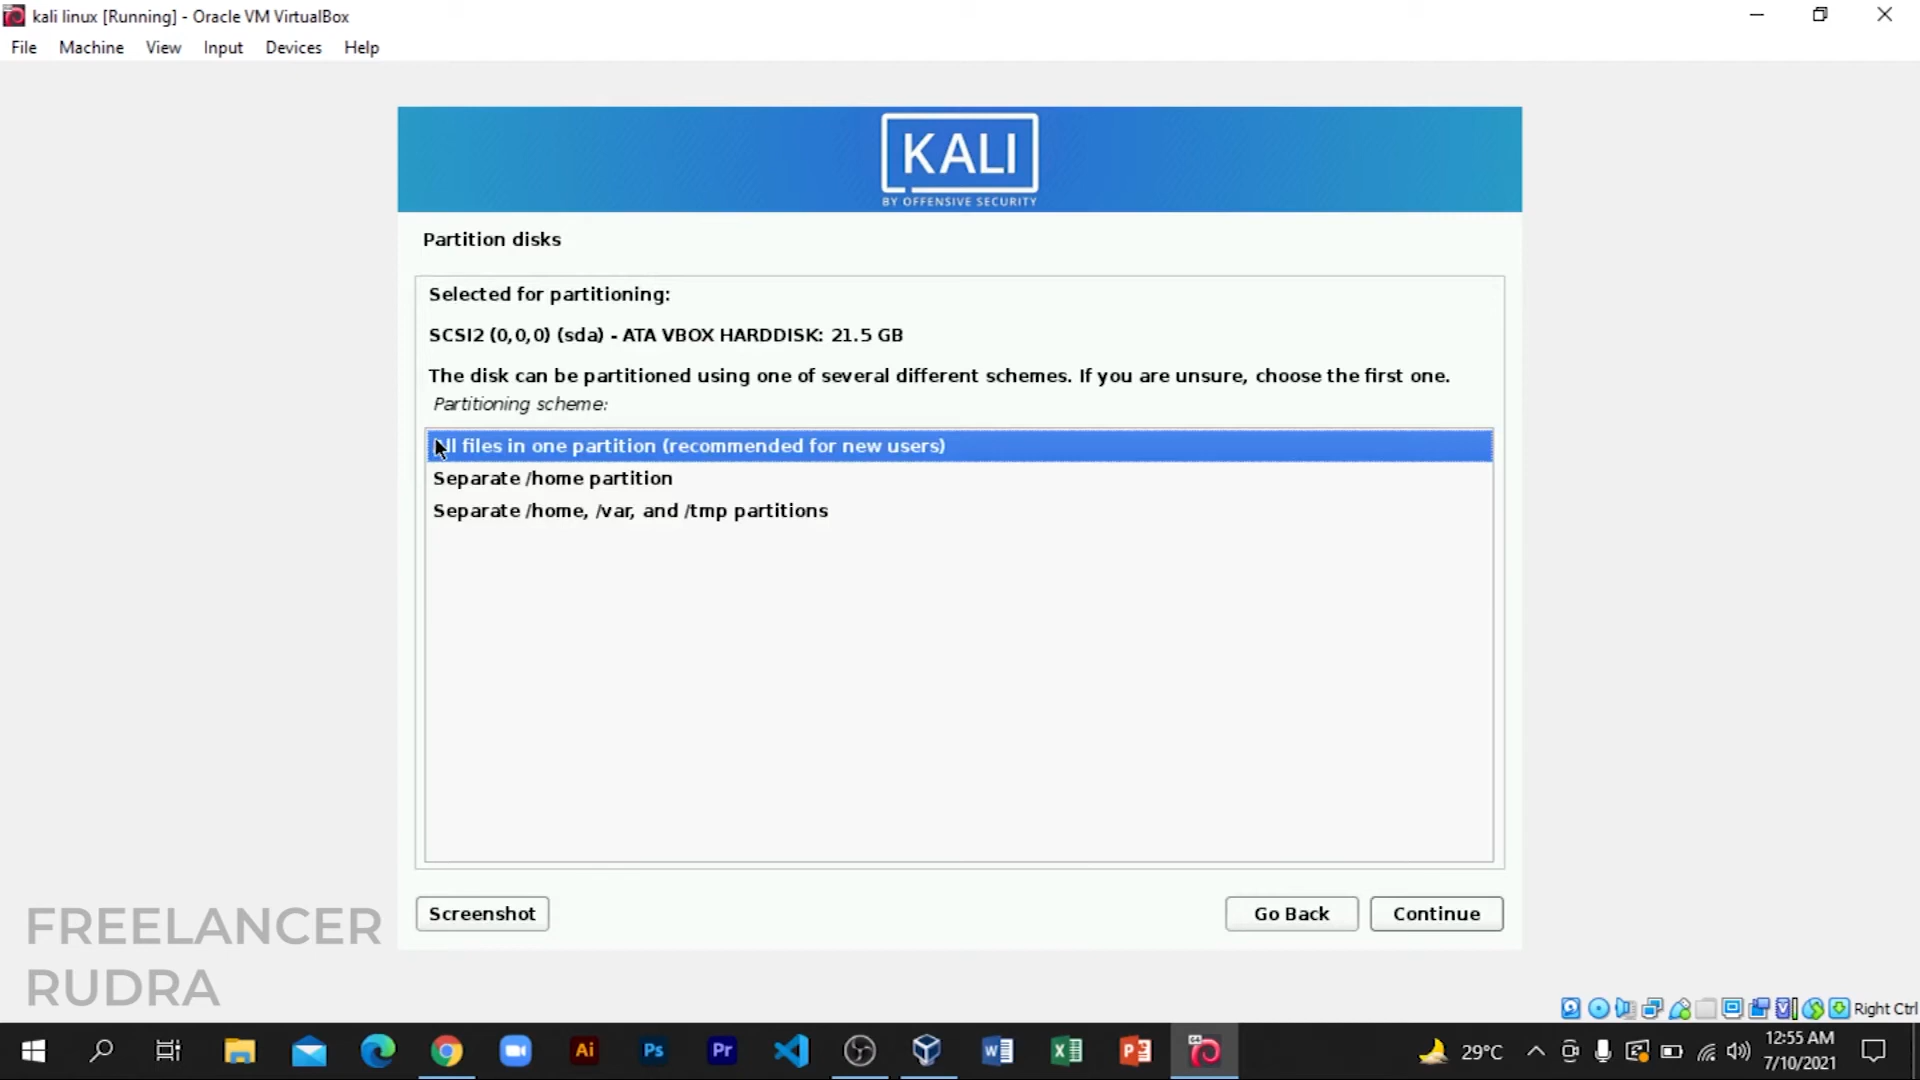 kali linux [Running] - Oracle VM VirtualBox
File Machine View Input Devices Help
KALI
BY OFFENSIVE SECURITY
Partition disks
Selected for partitioning:
SCSI2 (0,0,0) (sda) - ATA VBOX HARDDISK: 21.5 GB
The disk can be partitioned using one of several different schemes. If you are unsure, choose the first one.
Partitioning scheme:
All files in one partition (recommended for new users)
Separate /home partition
Separate /home, /var, and /tmp partitions
Screenshot Go Back Continue
FREELANCER
RUDRA
Right Ctrl
Ai Ps Pr
29°C
12:55 AM
7/10/2021